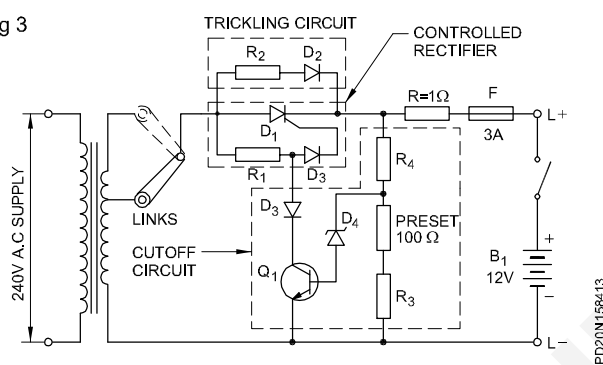 g 3
TRICKLING CIRCUIT
CONTROLLED
RECTIFIER
R2
D2
D1
R=1Ω
F
3A
L+
R1
D3
R4
240V A.C SUPPLY
LINKS
D3
D4
PRESET
100 Ω
CUTOFF
CIRCUIT
Q1
R3
B1
12V
+
−
L−
PD20N158413